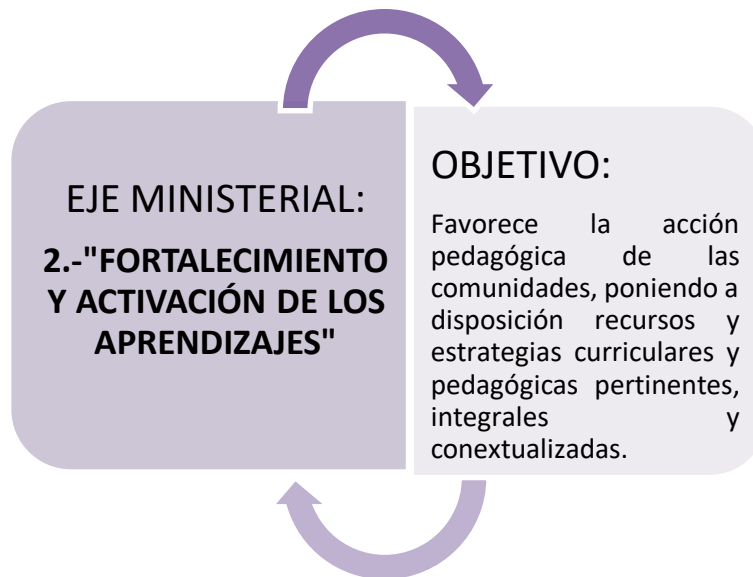 EJE MINISTERIAL:
2.-"FORTALECIMIENTO
Y ACTIVACIÓN DE LOS
APRENDIZAJES"
OBJETIVO:
Favorece la acción
pedagógica de las
comunidades, poniendo a
disposición recursos y
estrategias curriculares y
pedagógicas pertinentes,
integrales y
conextualizadas.